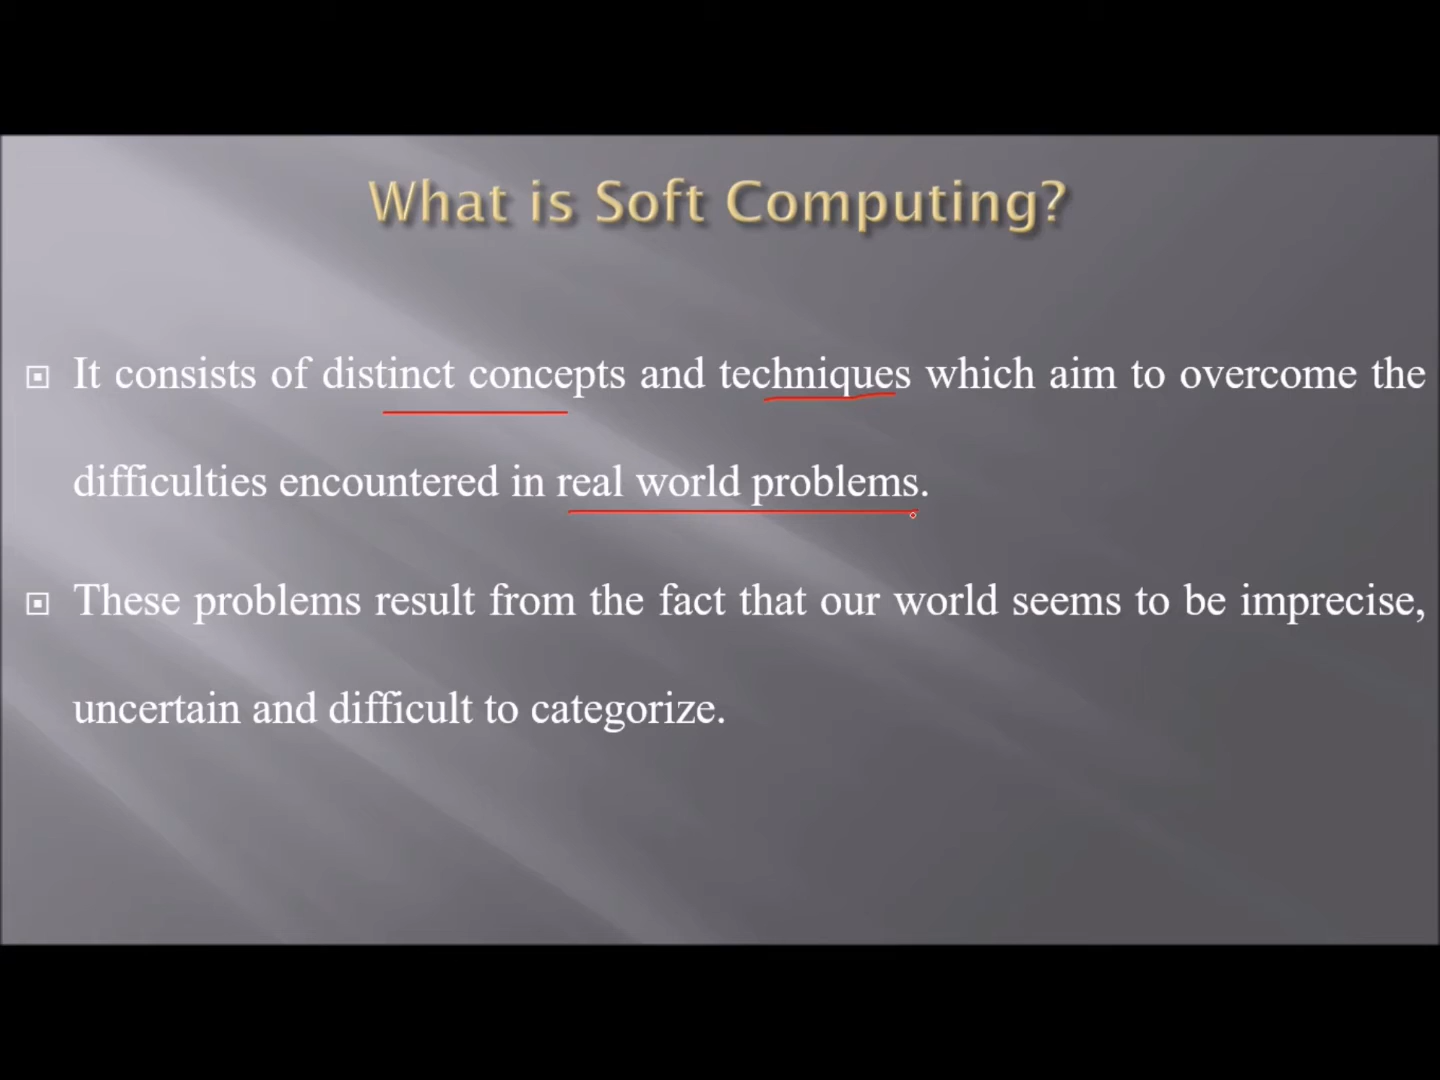 What is Soft Computing?
It consists of distinct concepts and techniques which aim to overcome the
difficulties encountered in real world problems.
These problems result from the fact that our world seems to be imprecise,
uncertain and difficult to categorize.